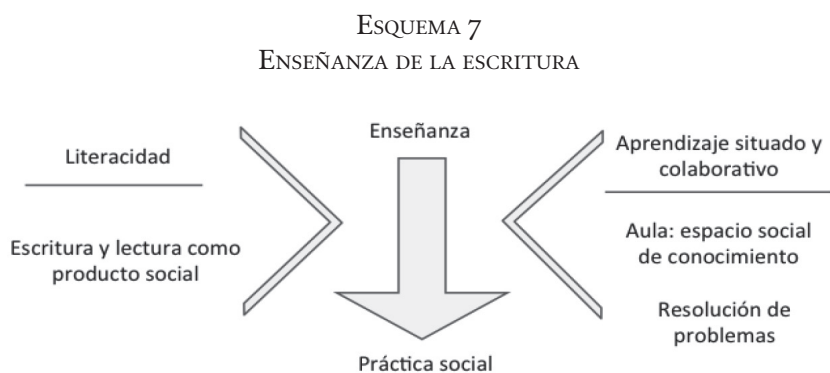 ESQUEMA 7
ENSEÑANZA DE LA ESCRITURA
Literacidad
Escritura y lectura como
producto social
Enseñanza
Práctica social
Aprendizaje situado y
colaborativo
Aula: espacio social
de conocimiento
Resolución de
problemas